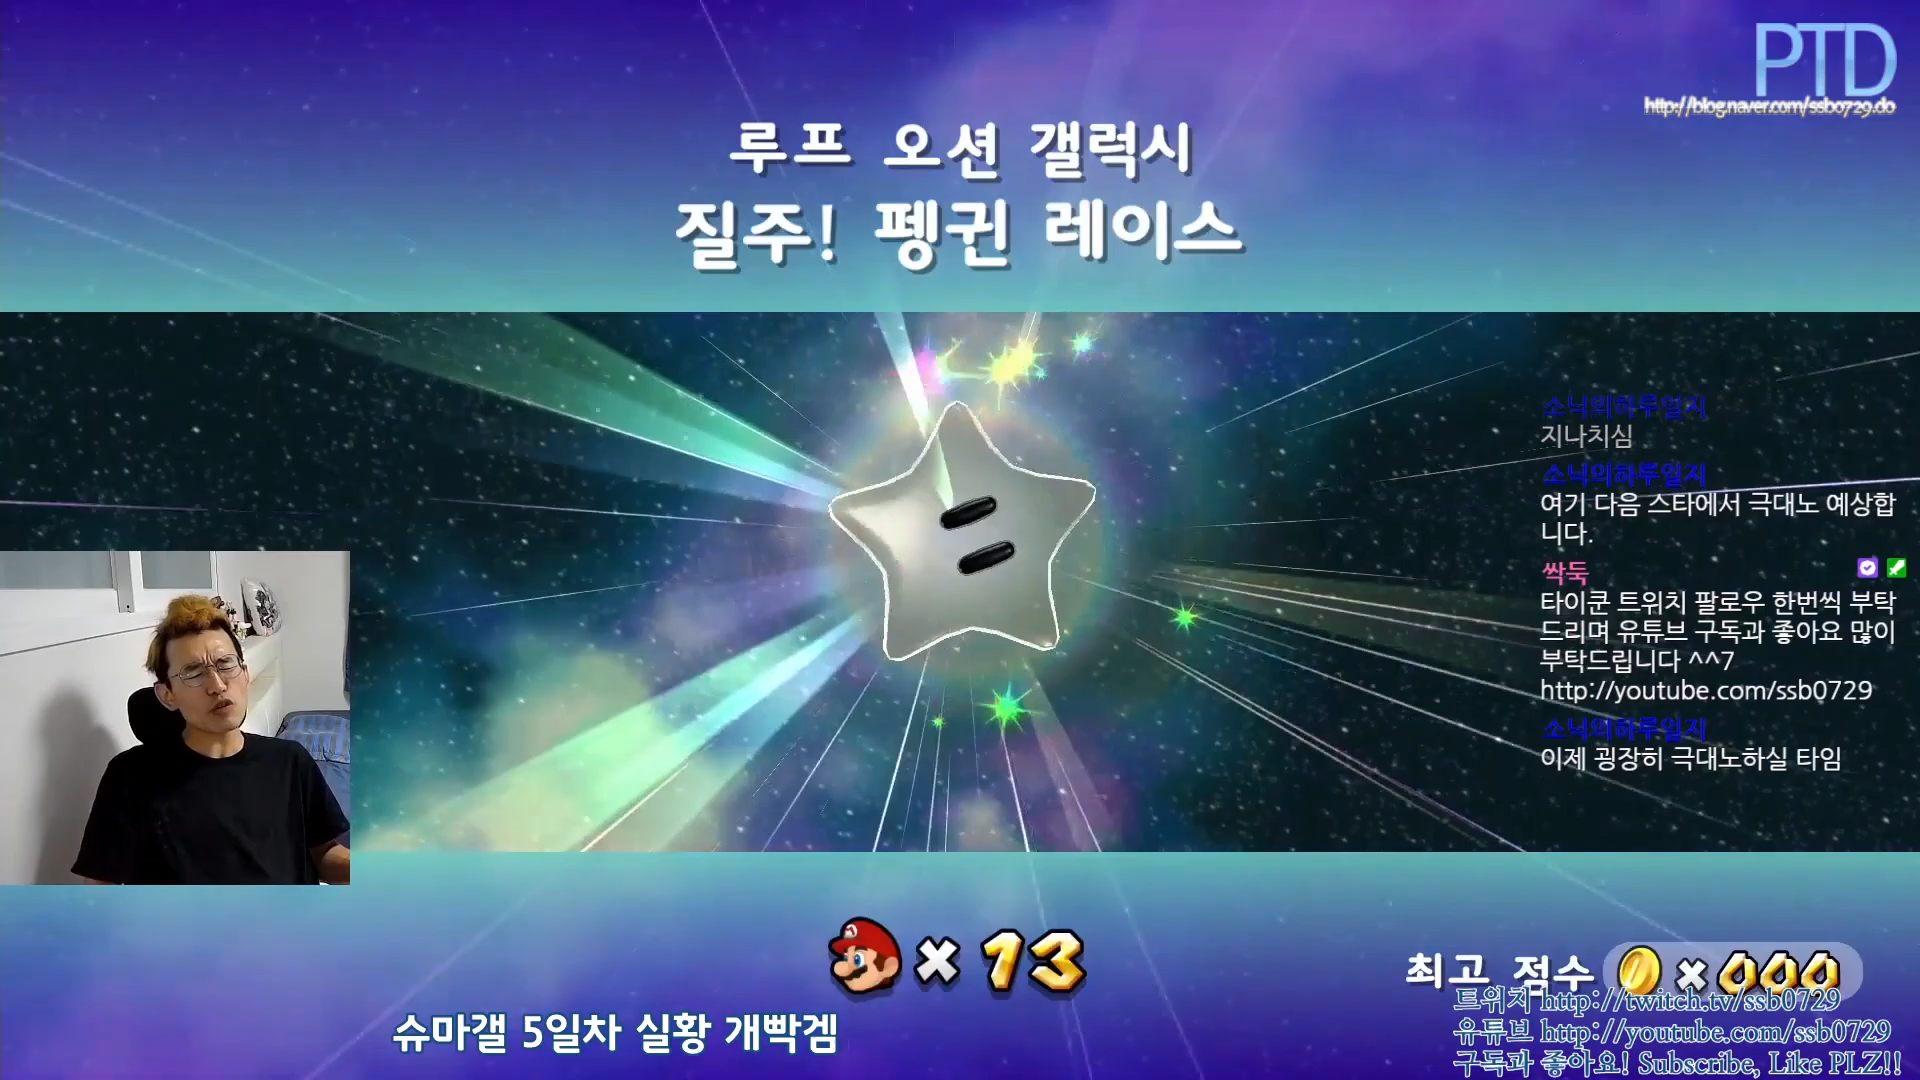 PTD
http://blog.naver.com/ssb0729.do
루프 오션 갤럭시
질주! 펭귄 레이스
소닉의하루일지
지나치심
소닉의하루일지
여기 다음 스타에서 극대노 예상합
니다.
싹둑
타이쿤 트위치 팔로우 한번씩 부탁
드리며 유튜브 구독과 좋아요 많이
부탁드립니다 ^^7
http://youtube.com/ssb0729
소닉의하루일지
이제 굉장히 극대노하실 타임
×13
최고 점수 ×000
트위치 http://twitch.tv/ssb0729
유튜브 http://youtube.com/ssb0729
구독과 좋아요! Subscribe, Like PLZ!!
슈마갤 5일차 실황 개빡겜